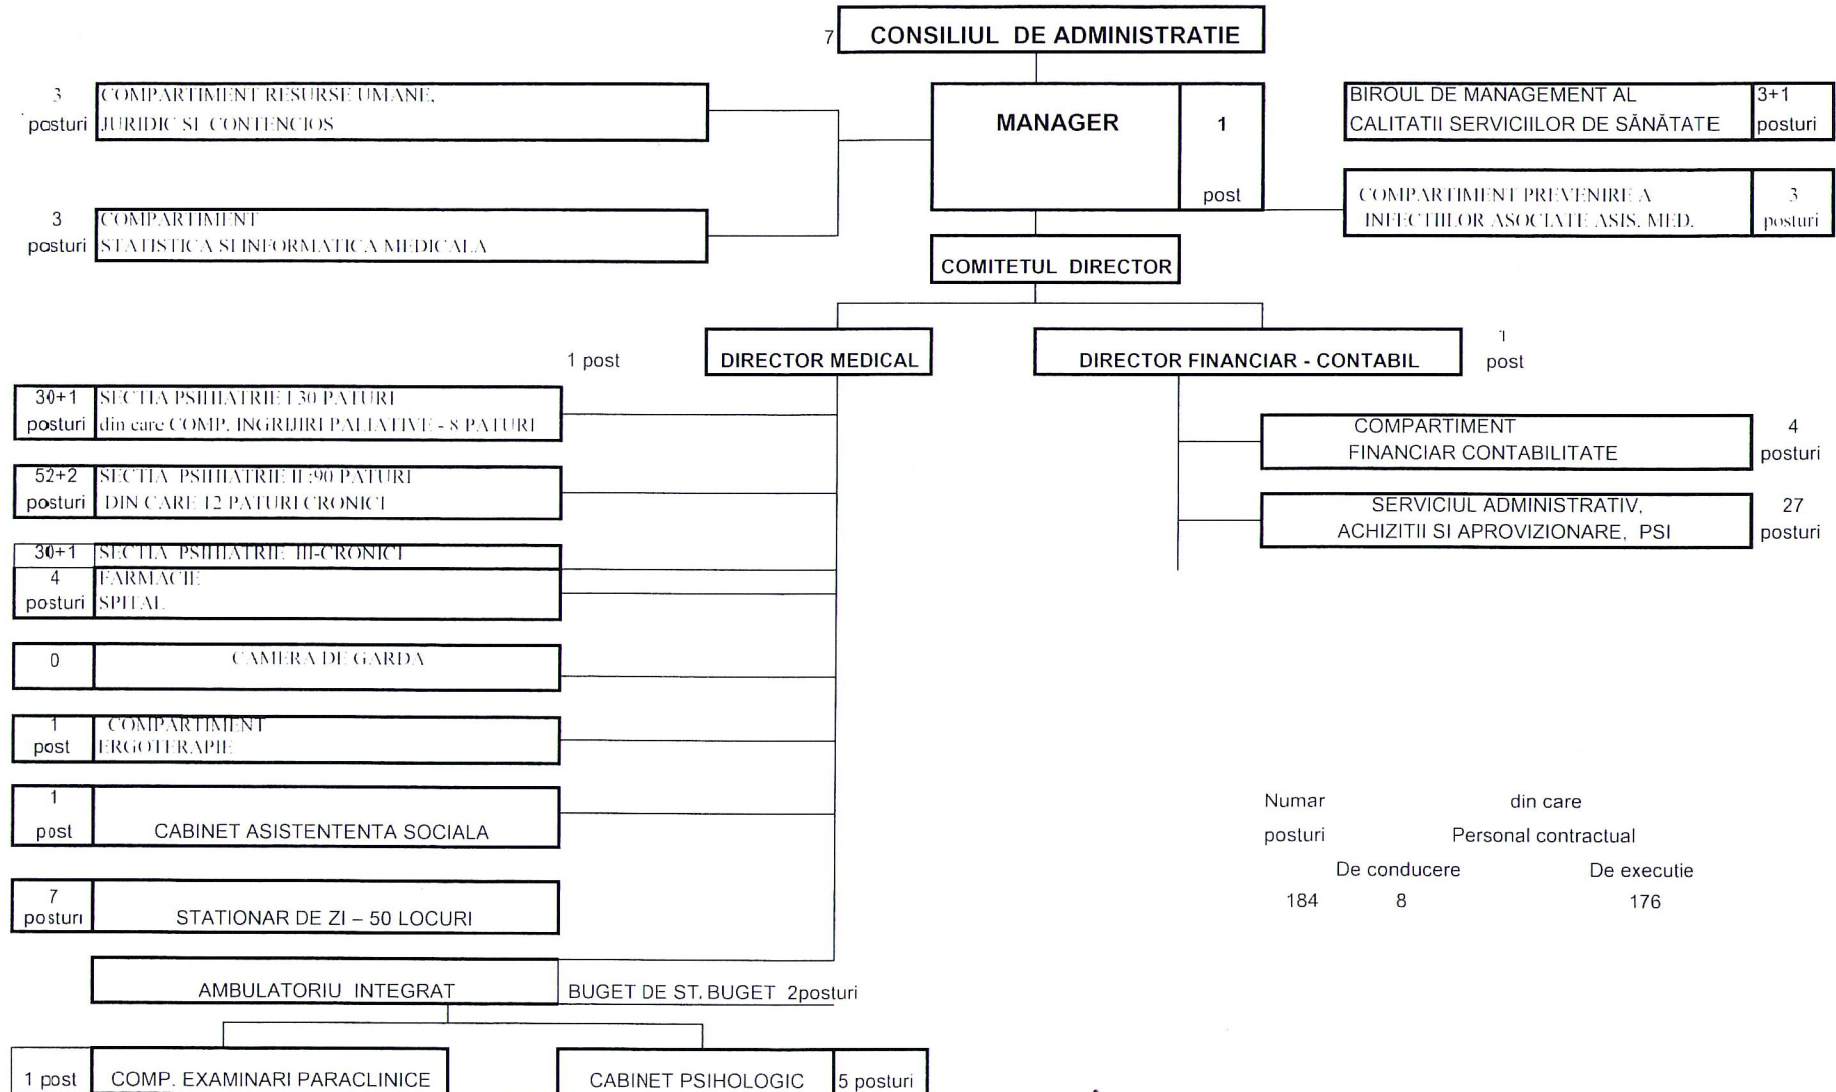 7 CONSILIUL DE ADMINISTRATIE
3 posturi
COMPARTIMENT RESURSE UMANE,
JURIDIC SI CONTENCIOS
MANAGER
1
post
BIROUL DE MANAGEMENT AL
CALITATII SERVICIILOR DE SĂNĂTATE
3+1
posturi
3
posturi
COMPARTIMENT
STATISTICA SI INFORMATICA MEDICALA
COMPARTIMENT PREVENIRE A
INFECTIILOR ASOCIATE ASIS. MED.
3
posturi
COMITETUL DIRECTOR
1 post
DIRECTOR MEDICAL
DIRECTOR FINANCIAR - CONTABIL
1
post
30+1
posturi
SECTIA PSIHIATRIE I 30 PATURI
din care COMP. INGRIJIRI PALIATIVE - 8 PATURI
COMPARTIMENT
FINANCIAR CONTABILITATE
4
posturi
52+2
posturi
SECTIA PSIHIATRIE II :90 PATURI
DIN CARE 12 PATURI CRONICI
SERVICIUL ADMINISTRATIV,
ACHIZITII SI APROVIZIONARE, PSI
27
posturi
30+1
SECTIA PSIHIATRIE III-CRONICI
4
posturi
FARMACIE
SPITAL
0
CAMERA DE GARDA
1
post
COMPARTIMENT
ERGOTERAPIE
1
post
CABINET ASISTENTENTA SOCIALA
7
posturi
STATIONAR DE ZI – 50 LOCURI
Numar din care
posturi Personal contractual
De conducere De executie
184 8 176
AMBULATORIU INTEGRAT
BUGET DE ST. BUGET 2posturi
1 post
COMP. EXAMINARI PARACLINICE
CABINET PSIHOLOGIC
5 posturi